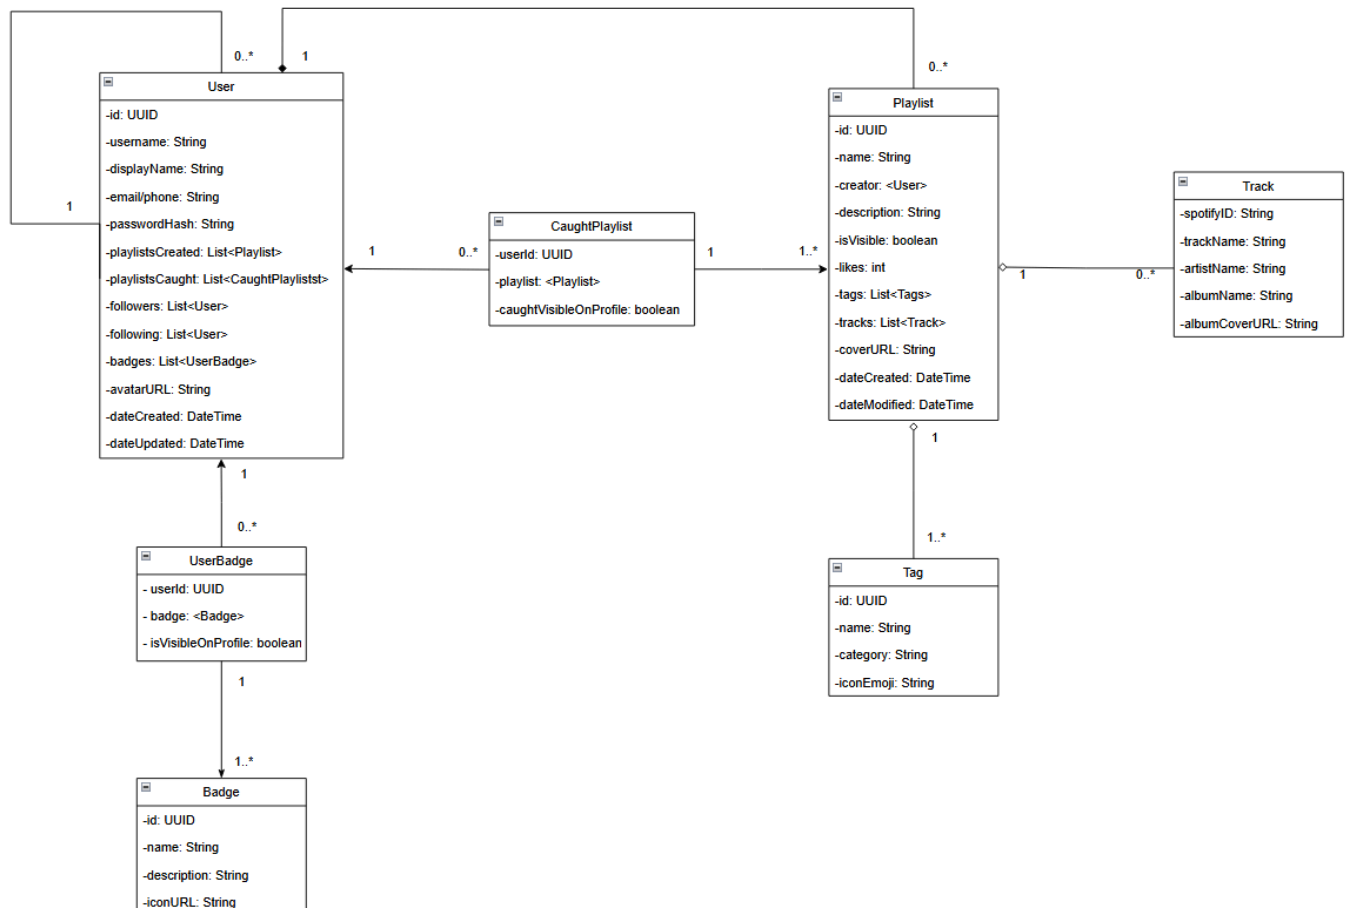 0..*
1
0..*
User
-id: UUID
-username: String
-displayName: String
-email/phone: String
-passwordHash: String
-playlistsCreated: List<Playlist>
-playlistsCaught: List<CaughtPlaylistst>
-followers: List<User>
-following: List<User>
-badges: List<UserBadge>
-avatarURL: String
-dateCreated: DateTime
-dateUpdated: DateTime
1
1
0..*
CaughtPlaylist
-userId: UUID
-playlist: <Playlist>
-caughtVisibleOnProfile: boolean
1
1..*
Playlist
-id: UUID
-name: String
-creator: <User>
-description: String
-isVisible: boolean
-likes: int
-tags: List<Tags>
-tracks: List<Track>
-coverURL: String
-dateCreated: DateTime
-dateModified: DateTime
1
0..*
Track
-spotifyID: String
-trackName: String
-artistName: String
-albumName: String
-albumCoverURL: String
1
1..*
Tag
-id: UUID
-name: String
-category: String
-iconEmoji: String
1
0..*
UserBadge
- userId: UUID
- badge: <Badge>
- isVisibleOnProfile: boolean
1
1..*
Badge
-id: UUID
-name: String
-description: String
-iconURL: String